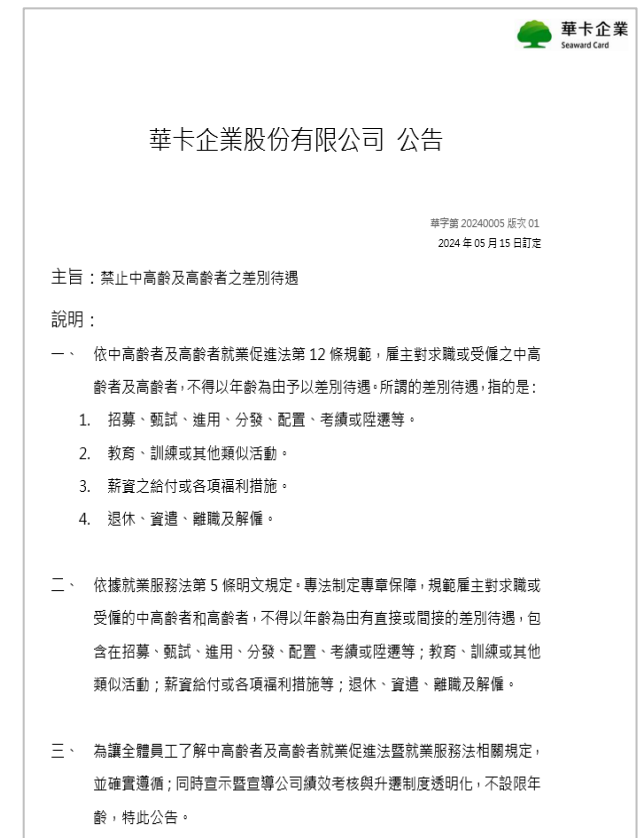 華卡企業
Seaward Card
華卡企業股份有限公司 公告
華字第 20240005 版次 01
2024 年 05 月 15 日訂定
主旨：禁止中高齡及高齡者之差別待遇
說明：
一、 依中高齡者及高齡者就業促進法第 12 條規範，雇主對求職或受僱之中高
齡者及高齡者，不得以年齡為由予以差別待遇。所謂的差別待遇，指的是：
1. 招募、甄試、進用、分發、配置、考績或陞遷等。
2. 教育、訓練或其他類似活動。
3. 薪資之給付或各項福利措施。
4. 退休、資遣、離職及解僱。
二、 依據就業服務法第 5 條明文規定。專法制定專章保障，規範雇主對求職或
受僱的中高齡者和高齡者，不得以年齡為由有直接或間接的差別待遇，包
含在招募、甄試、進用、分發、配置、考績或陞遷等；教育、訓練或其他
類似活動；薪資給付或各項福利措施等；退休、資遣、離職及解僱。
三、 為讓全體員工了解中高齡者及高齡者就業促進法暨就業服務法相關規定，
並確實遵循；同時宣示暨宣導公司績效考核與升遷制度透明化，不設限年
齡，特此公告。